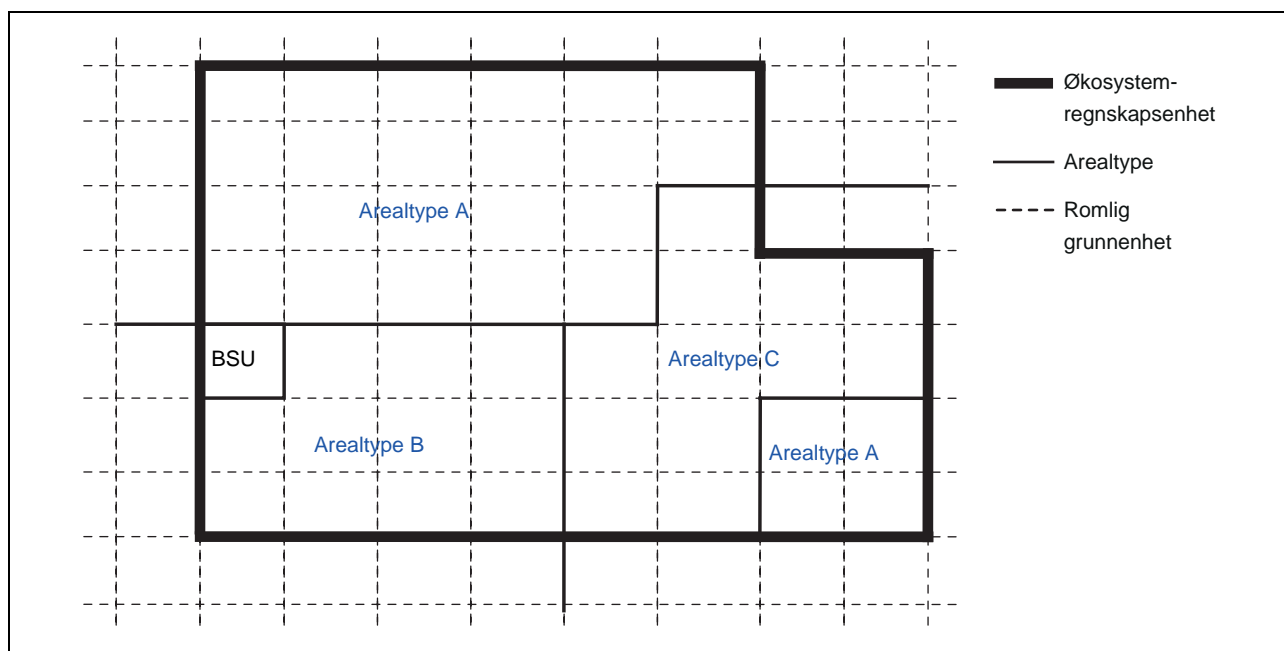 Økosystem-
regnskapsenhet
Arealtype
Romlig
grunnenhet
Arealtype A
BSU
Arealtype C
Arealtype B
Arealtype A